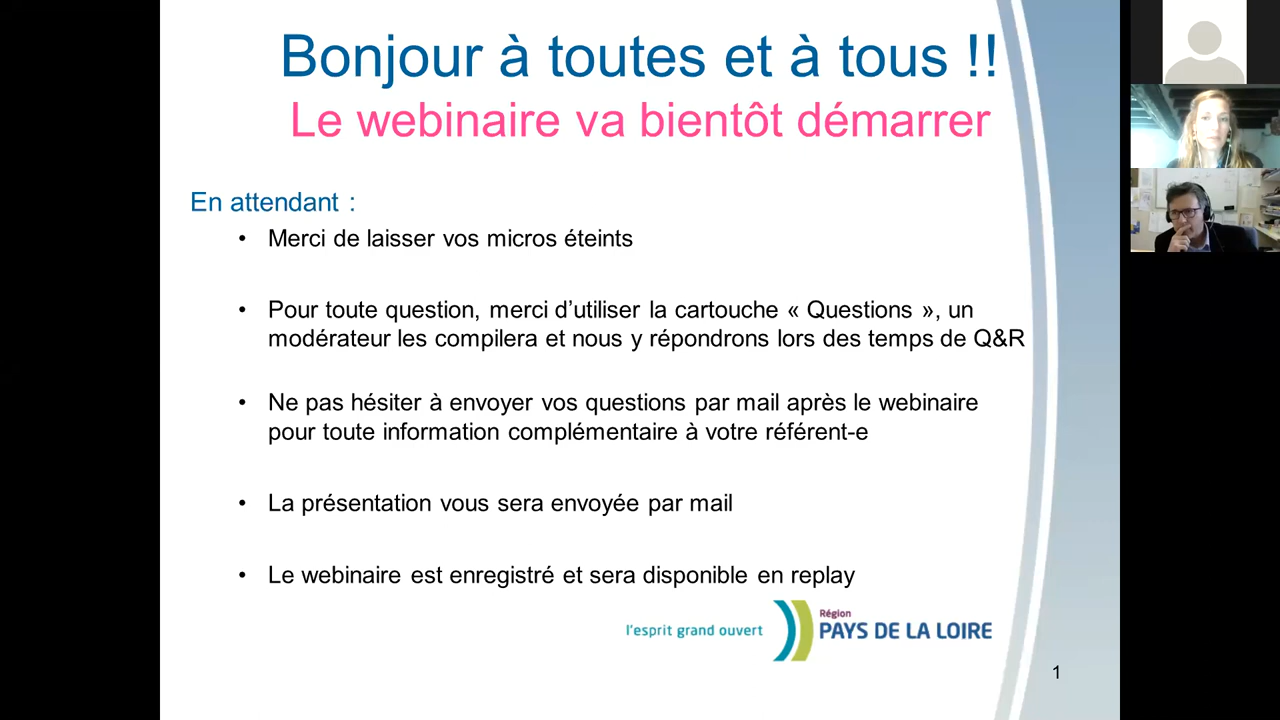 Bonjour à toutes et à tous !!
Le webinaire va bientôt démarrer
En attendant :
• Merci de laisser vos micros éteints
• Pour toute question, merci d’utiliser la cartouche « Questions », un
modérateur les compilera et nous y répondrons lors des temps de Q&R
• Ne pas hésiter à envoyer vos questions par mail après le webinaire
pour toute information complémentaire à votre référent-e
• La présentation vous sera envoyée par mail
• Le webinaire est enregistré et sera disponible en replay
l'esprit grand ouvert
Région
PAYS DE LA LOIRE
1